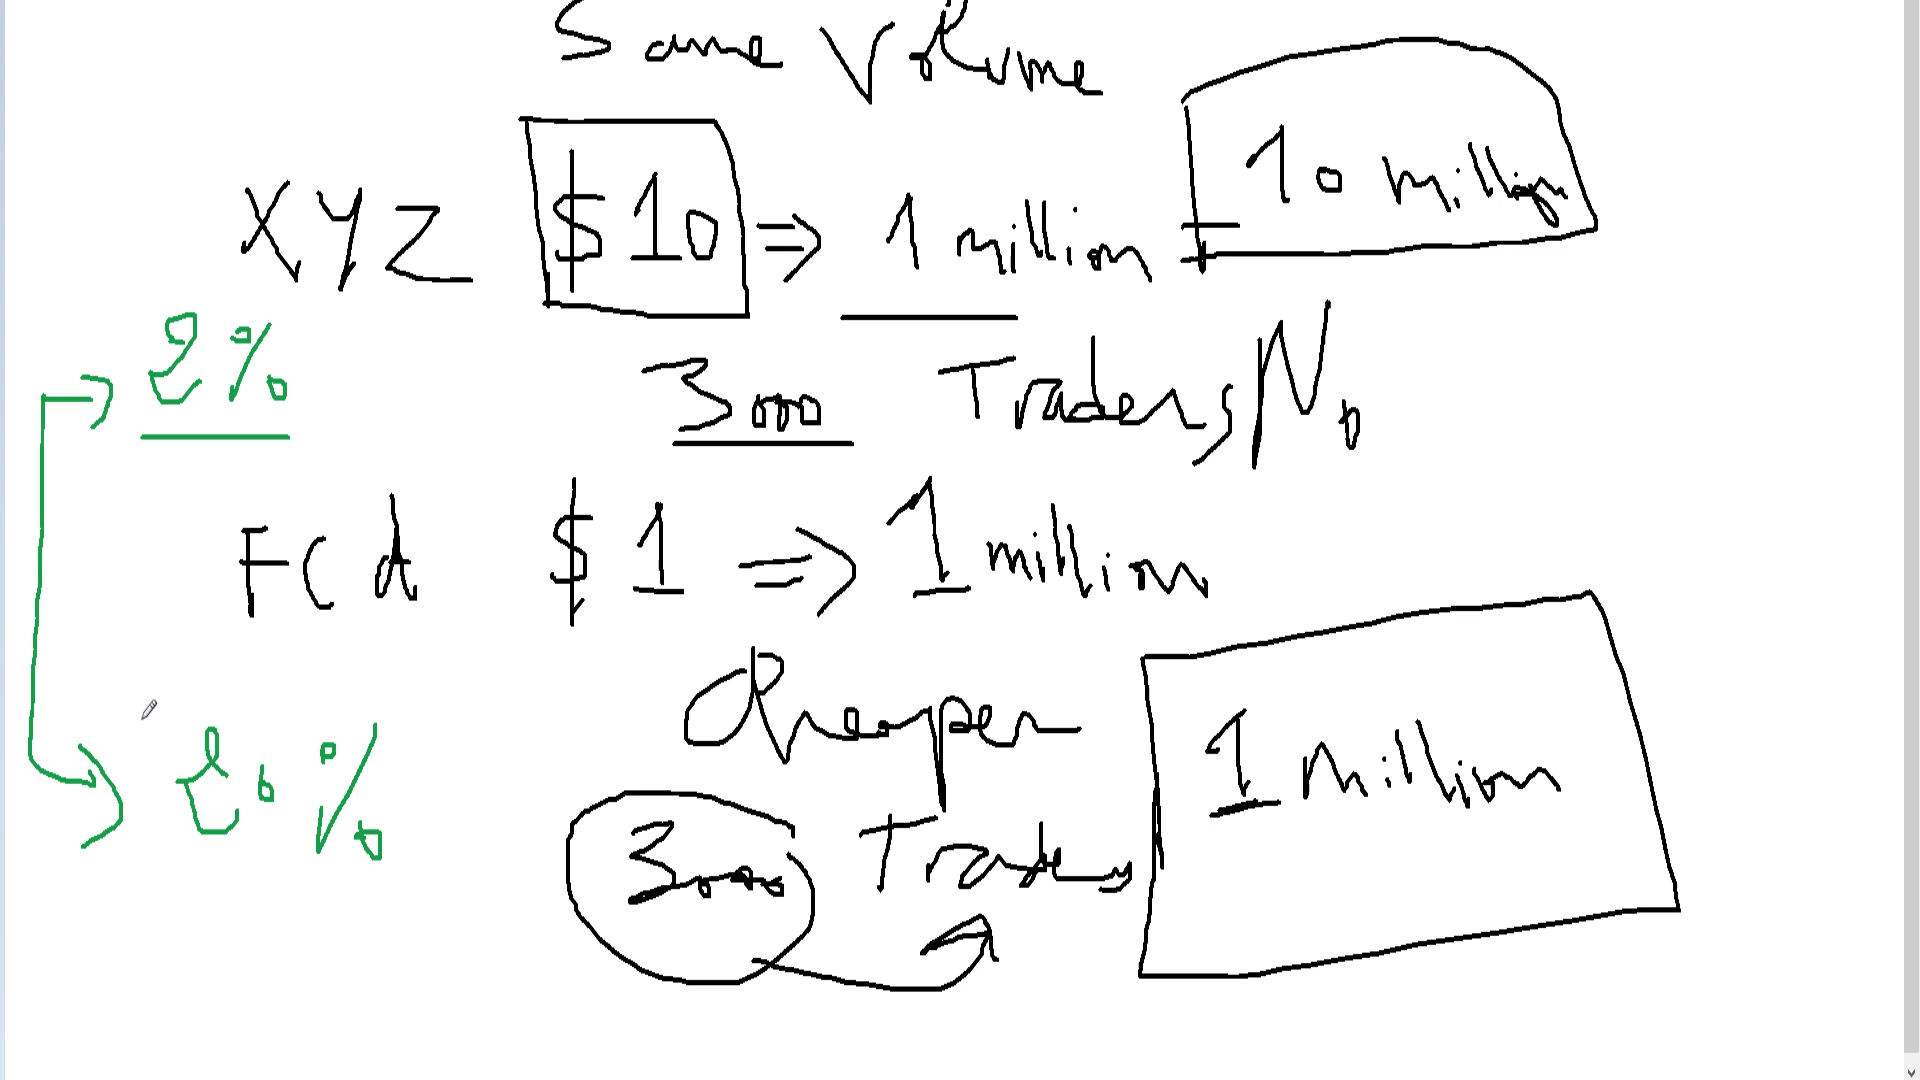 Same Volume
XYZ $10 ⇒ 1 million = 10 million
2%
3000 Traders/No
FCd $1 ⇒ 1 million
Cheaper
1 Million
20%
3000 Traders